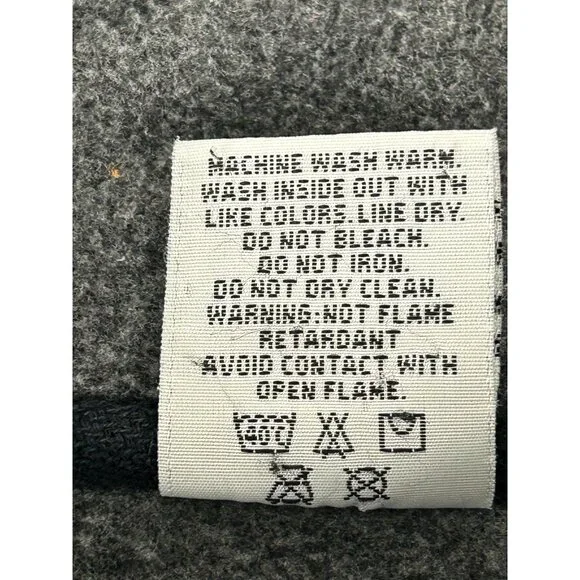 MACHINE WASH WARM.
WASH INSIDE OUT WITH
LIKE COLORS. LINE DRY.
DO NOT BLEACH.
DO NOT IRON.
DO NOT DRY CLEAN.
WARNING: NOT FLAME
RETARDANT
AVOID CONTACT WITH
OPEN FLAME.
40°